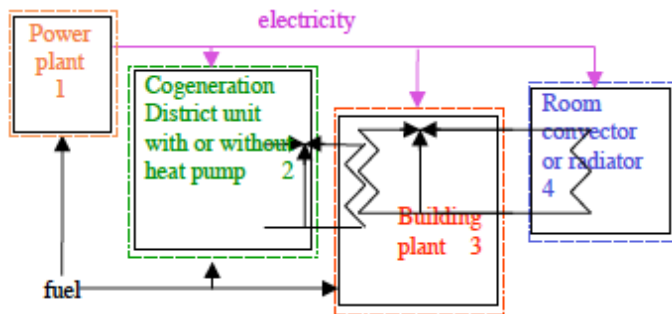 electricity
Power
plant
1
Cogeneration
District unit
with or without
heat pump 2
Room
convector
or radiator
4
Building
plant 3
fuel